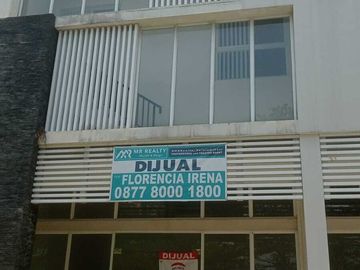 MR REALTY
DIJUAL
FLORENCIA IRENA
0877 8000 1800
DIJUAL